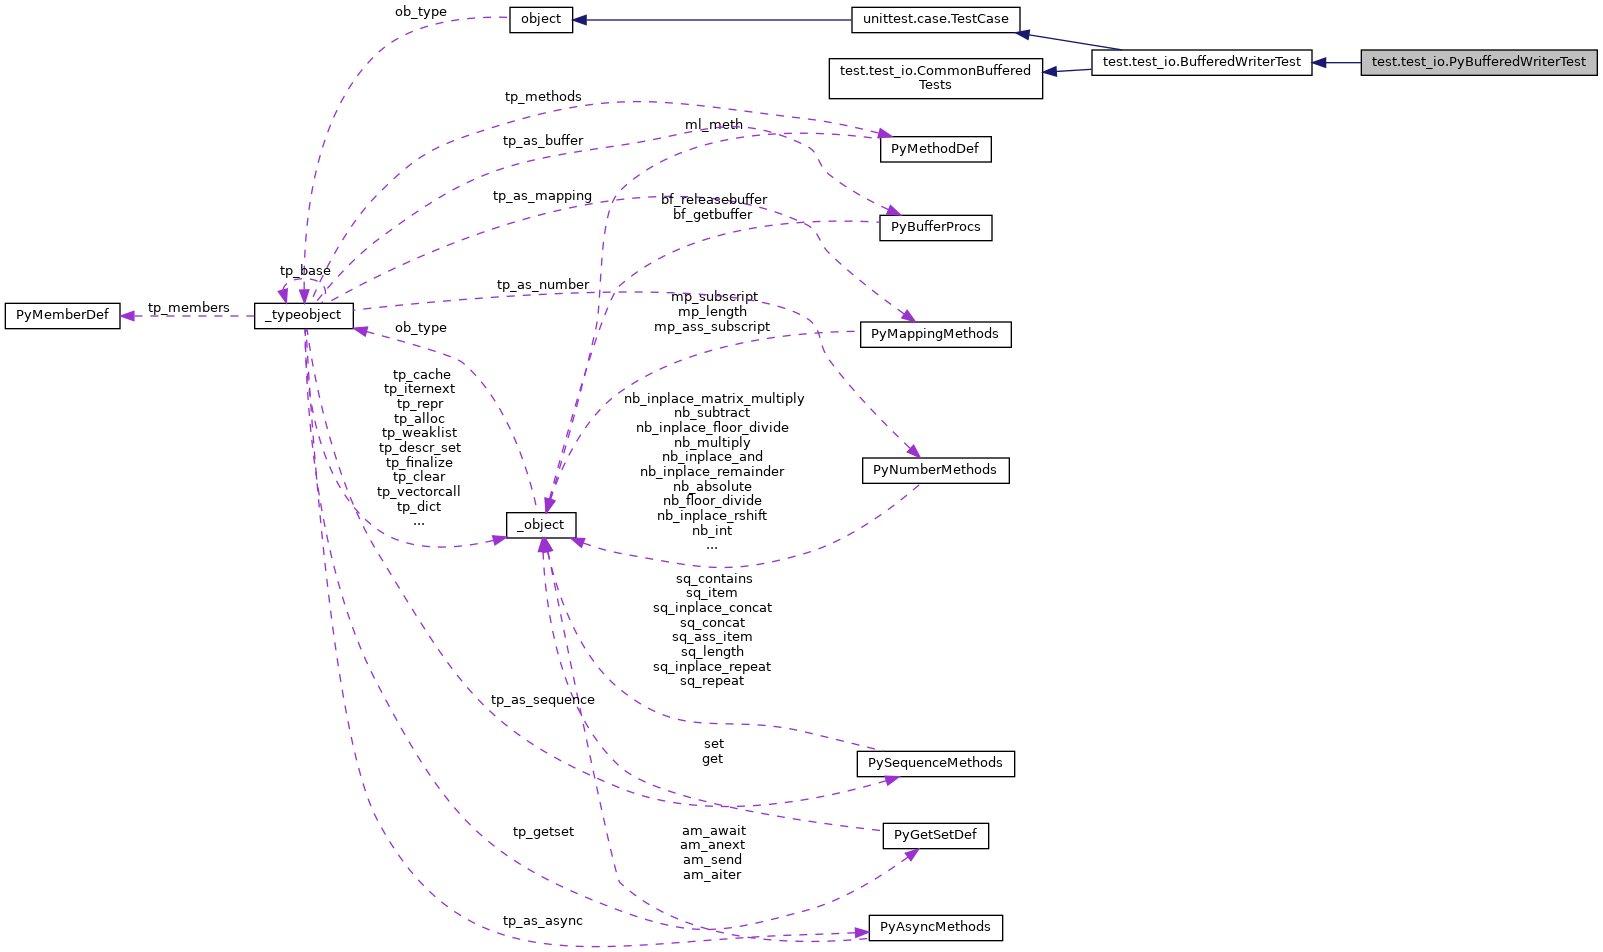 ob_type
object
unittest.case.TestCase
test.test_io.BufferedWriterTest
test.test_io.PyBufferedWriterTest
test.test_io.CommonBuffered
Tests
tp_methods
ml_meth
tp_as_buffer
PyMethodDef
tp_as_mapping
bf_releasebuffer
bf_getbuffer
PyBufferProcs
tp_base
tp_as_number
mp_subscript
mp_length
mp_ass_subscript
PyMemberDef
tp_members
_typeobject
ob_type
PyMappingMethods
tp_cache
tp_iternext
tp_repr
tp_alloc
tp_weaklist
tp_descr_set
tp_finalize
tp_clear
tp_vectorcall
tp_dict
...
nb_inplace_matrix_multiply
nb_subtract
nb_inplace_floor_divide
nb_multiply
nb_inplace_and
nb_inplace_remainder
nb_absolute
nb_floor_divide
nb_inplace_rshift
nb_int
...
PyNumberMethods
_object
sq_contains
sq_item
sq_inplace_concat
sq_concat
sq_ass_item
sq_length
sq_inplace_repeat
sq_repeat
tp_as_sequence
set
get
PySequenceMethods
tp_getset
am_await
am_anext
am_send
am_aiter
PyGetSetDef
tp_as_async
PyAsyncMethods